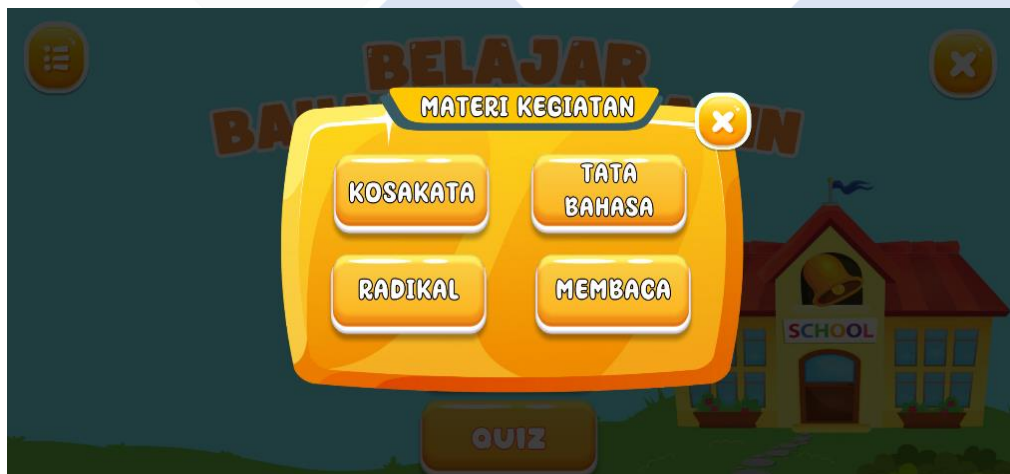 BELAJAR
MATERI KEGIATAN
KOSAKATA
TATA
BAHASA
RADIKAL
MEMBACA
SCHOOL
QUIZ